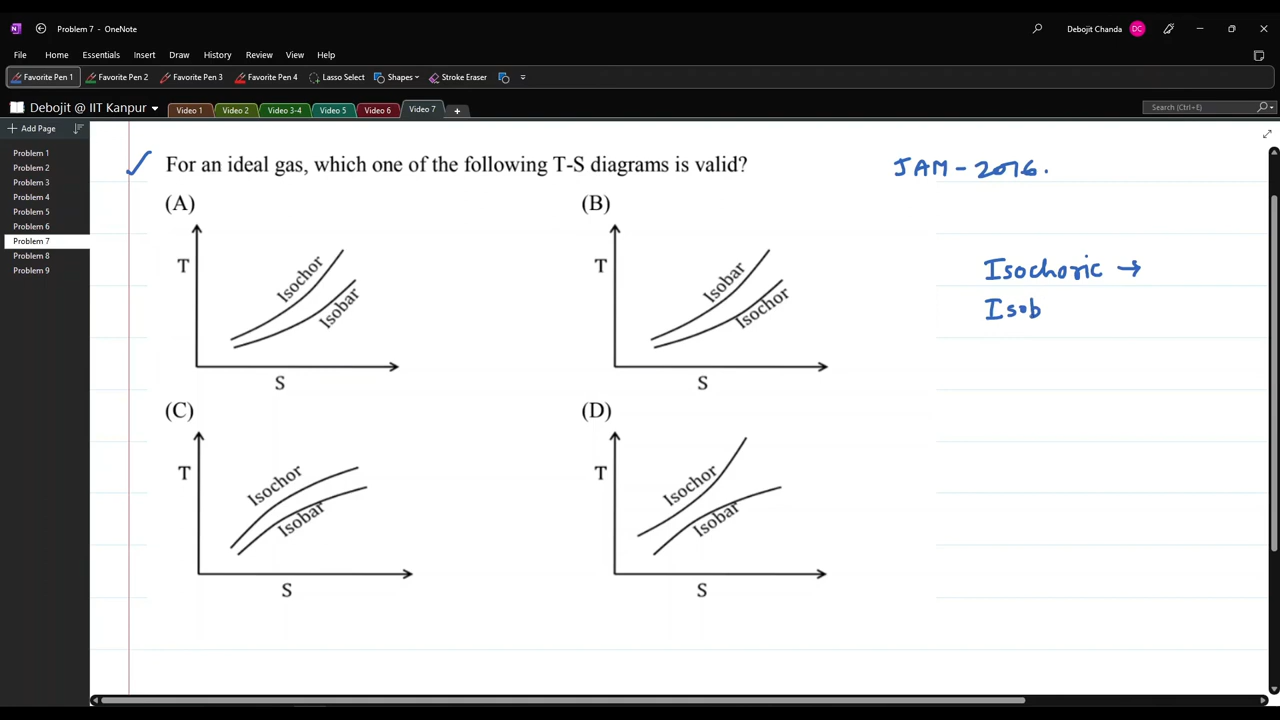 Problem 7 - OneNote
Debojit Chanda DC
File Home Essentials Insert Draw History Review View Help
Favorite Pen 1 Favorite Pen 2 Favorite Pen 3 Favorite Pen 4 Lasso Select Shapes Stroke Eraser
Debojit @ IIT Kanpur Video 1 Video 2 Video 3-4 Video 5 Video 6 Video 7 + Search (Ctrl+E)
Add Page
Problem 1
Problem 2
Problem 3
Problem 4
Problem 5
Problem 6
Problem 7
Problem 8
Problem 9
For an ideal gas, which one of the following T-S diagrams is valid? JAM - 2016.
(A)
T
Isochor
Isobar
S
(B)
T
Isobar
Isochor
S
(C)
T
Isochor
Isobar
S
(D)
T
Isochor
Isobar
S
Isochoric →
Isob